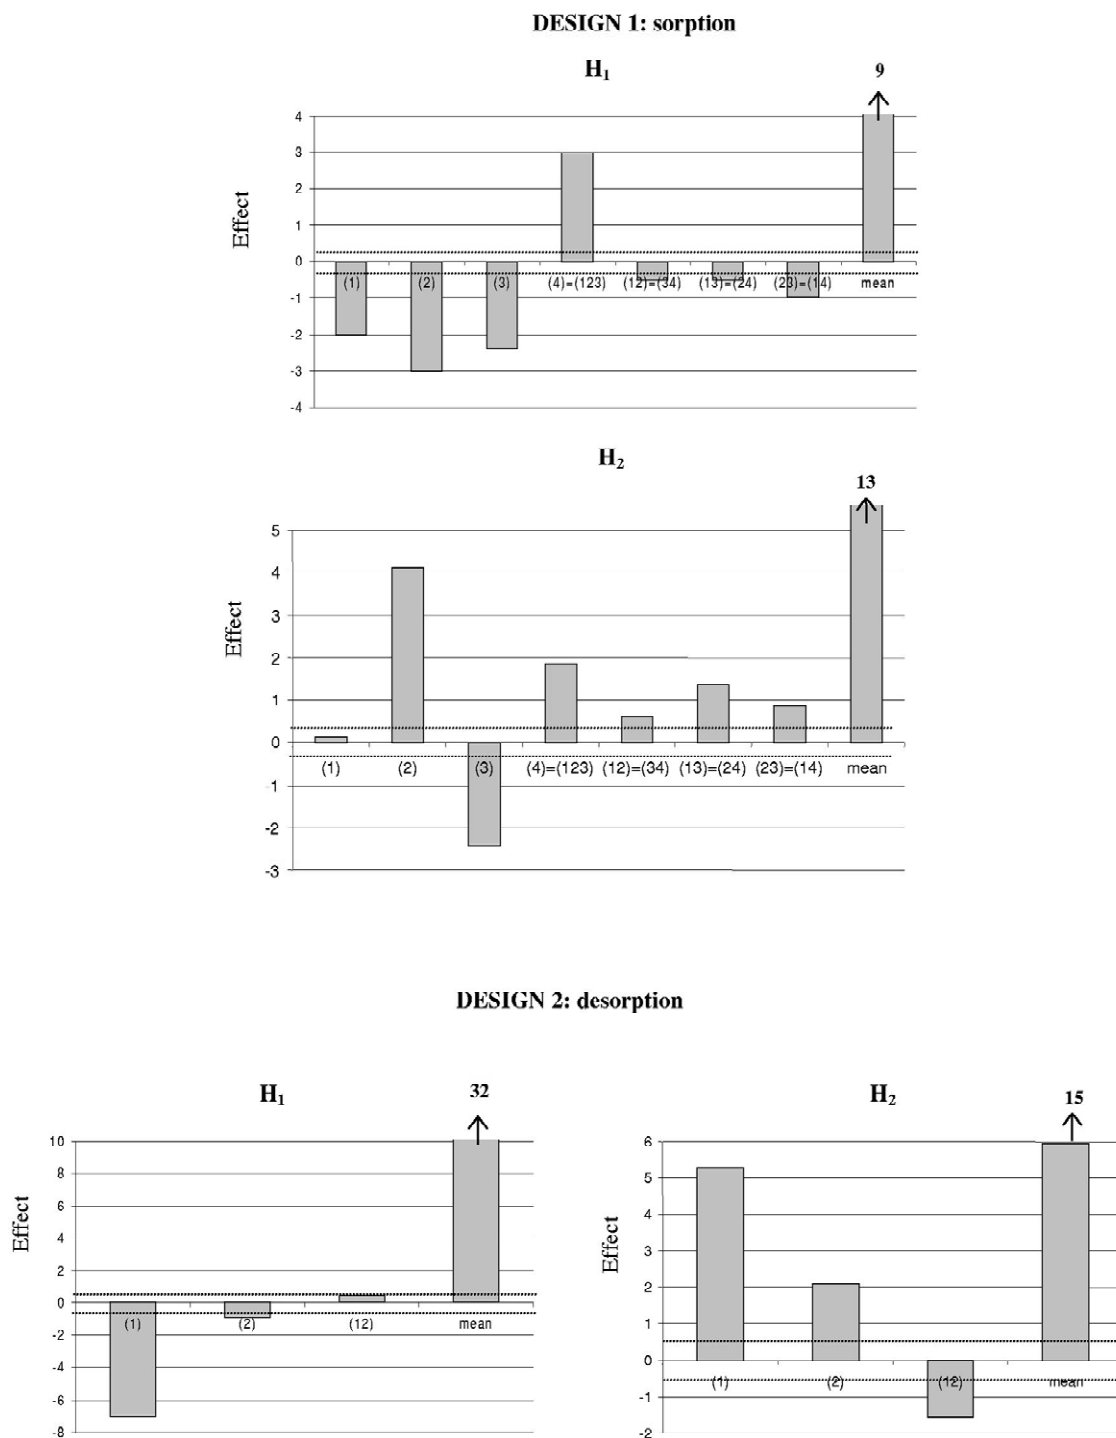 DESIGN 1: sorption
H₁
9
4
3
2
1
0
-1
-2
-3
-4
Effect
(1) (2) (3) (4)=(123) (12)=(34) (13)=(24) (23)=(14) mean
H₂
13
5
4
3
2
1
0
-1
-2
-3
Effect
(1) (2) (3) (4)=(123) (12)=(34) (13)=(24) (23)=(14) mean
DESIGN 2: desorption
H₁
32
10
8
6
4
2
0
-2
-4
-6
-8
Effect
(1) (2) (12) mean
H₂
15
6
5
4
3
2
1
0
-1
-2
Effect
(1) (2) (12) mean